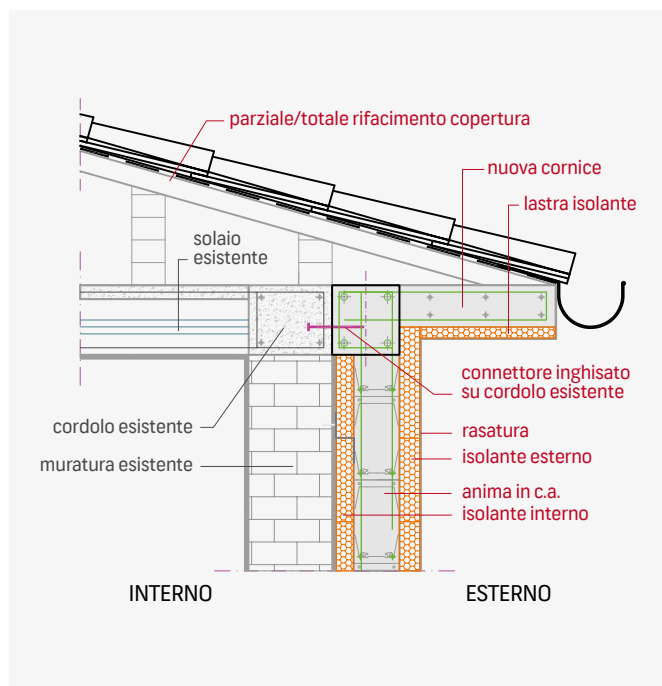 parziale/totale rifacimento copertura
nuova cornice
lastra isolante
solaio
esistente
connettore inghisato
su cordolo esistente
cordolo esistente
rasatura
muratura esistente
isolante esterno
anima in c.a.
isolante interno
INTERNO
ESTERNO